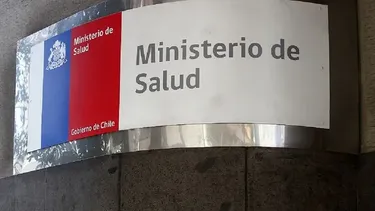 Ministerio de
Salud
Gobierno de Chile
Ministerio de
Salud